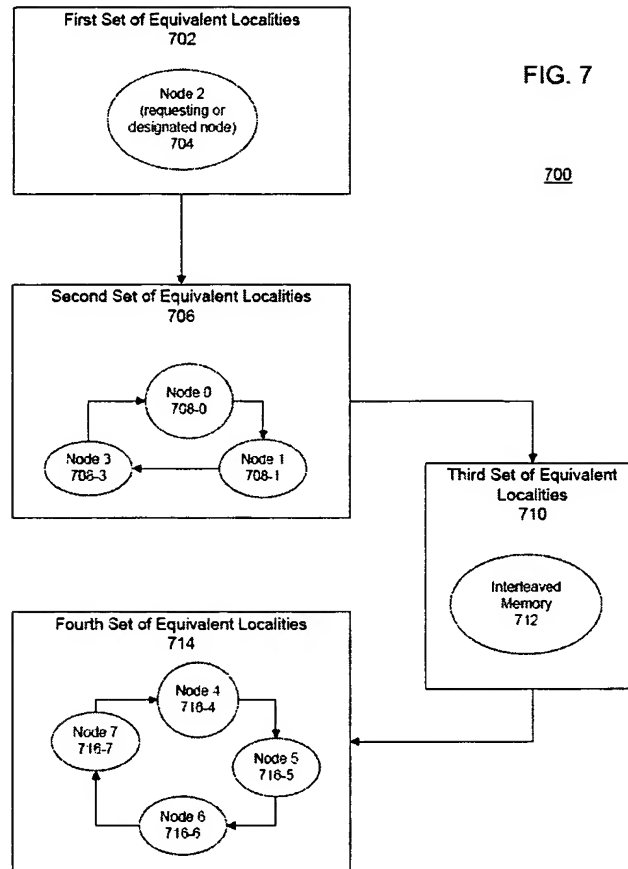 First Set of Equivalent Localities
702
Node 2
(requesting or
designated node)
704
FIG. 7
700
Second Set of Equivalent Localities
706
Node 0
708-0
Node 3
708-3
Node 1
708-1
Third Set of Equivalent
Localities
710
Interleaved
Memory
712
Fourth Set of Equivalent Localities
714
Node 4
716-4
Node 7
716-7
Node 5
716-5
Node 6
716-6